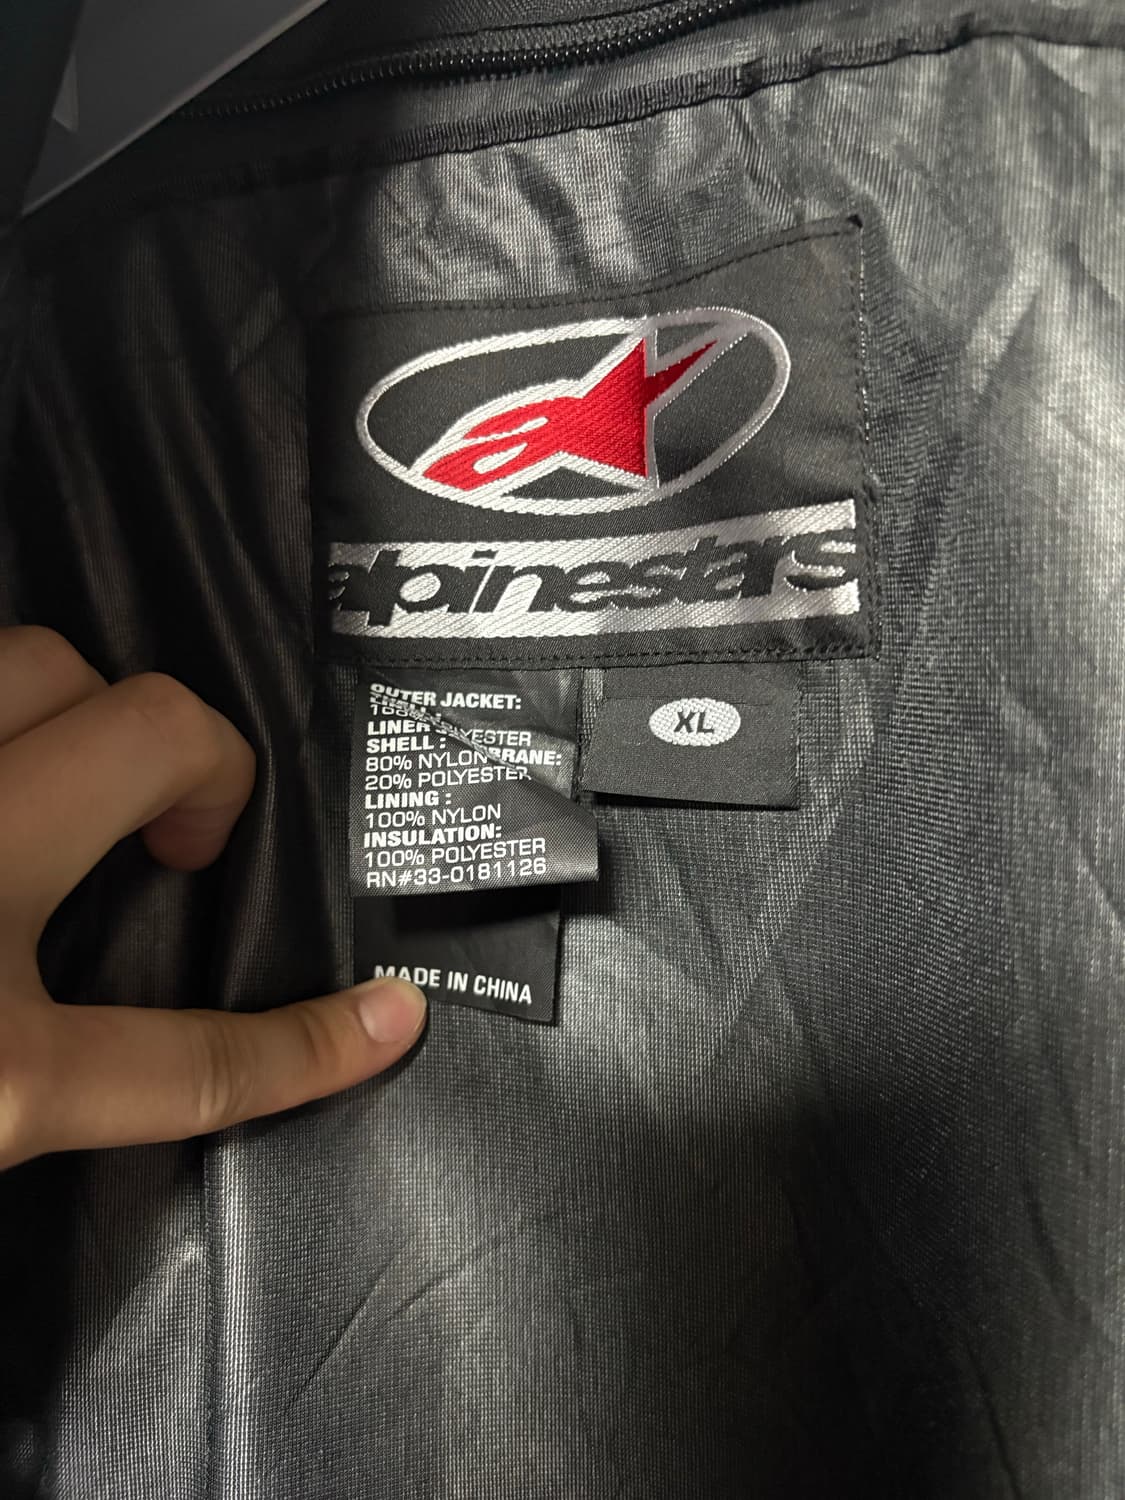 alpinestars
XL
OUTER JACKET:
LINER
SHELL :
80% NYLON
20% POLYESTER
LINING :
100% NYLON
INSULATION:
100% POLYESTER
RN#33-0181126
MADE IN CHINA